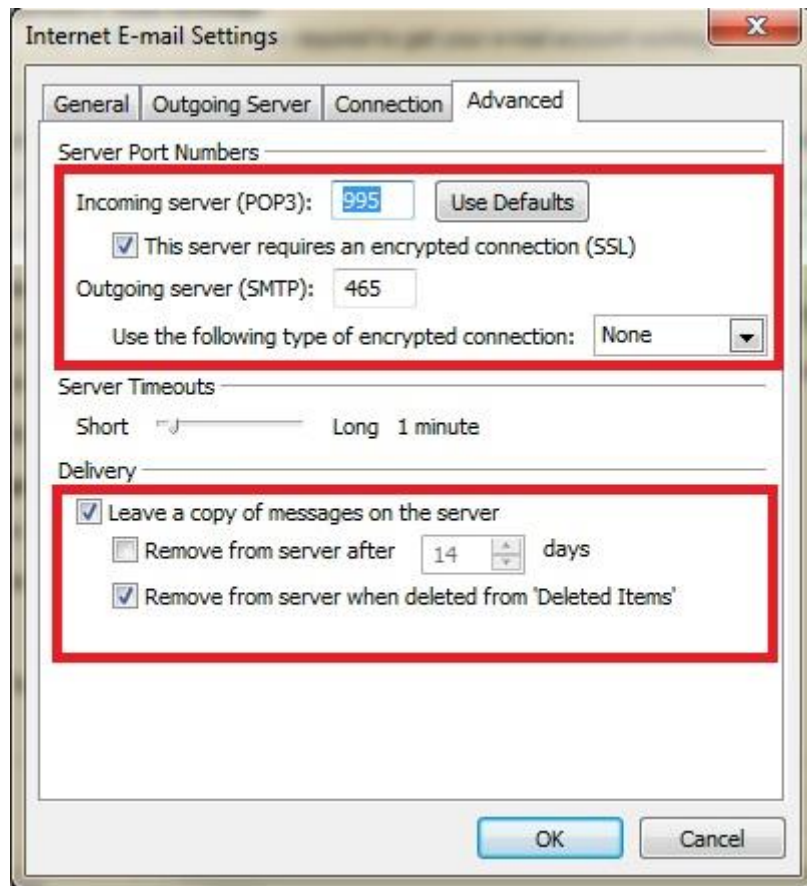 Internet E-mail Settings
General Outgoing Server Connection Advanced
Server Port Numbers
Incoming server (POP3): 995 Use Defaults
This server requires an encrypted connection (SSL)
Outgoing server (SMTP): 465
Use the following type of encrypted connection: None
Server Timeouts
Short Long 1 minute
Delivery
Leave a copy of messages on the server
Remove from server after 14 days
Remove from server when deleted from 'Deleted Items'
OK Cancel